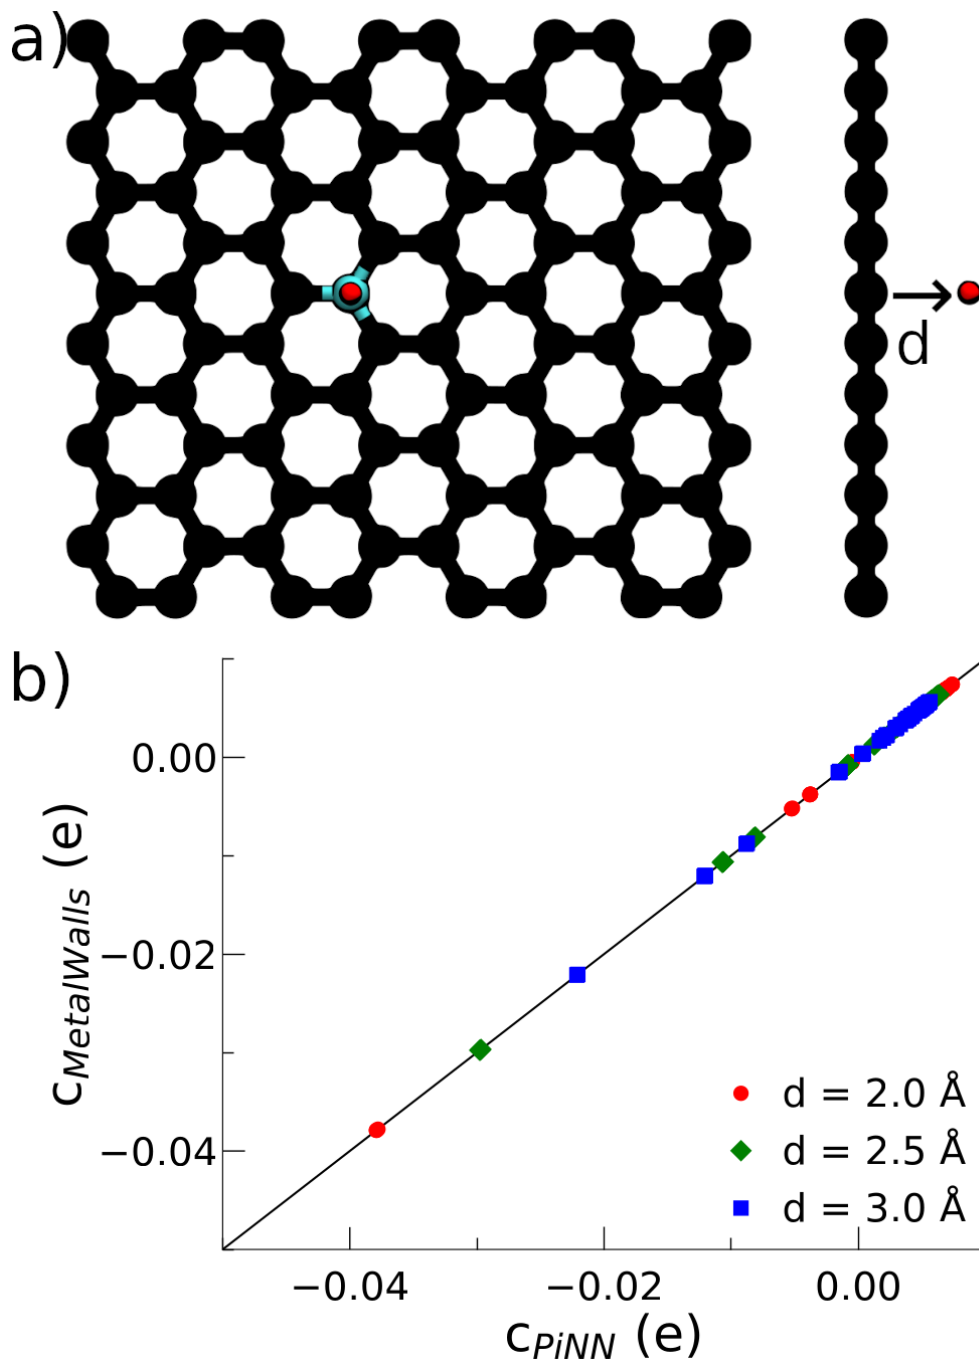 a)
d
b)
0.00
−0.02
−0.04
c_MetalWalls (e)
d = 2.0 Å
d = 2.5 Å
d = 3.0 Å
−0.04
−0.02
0.00
c_PiNN (e)